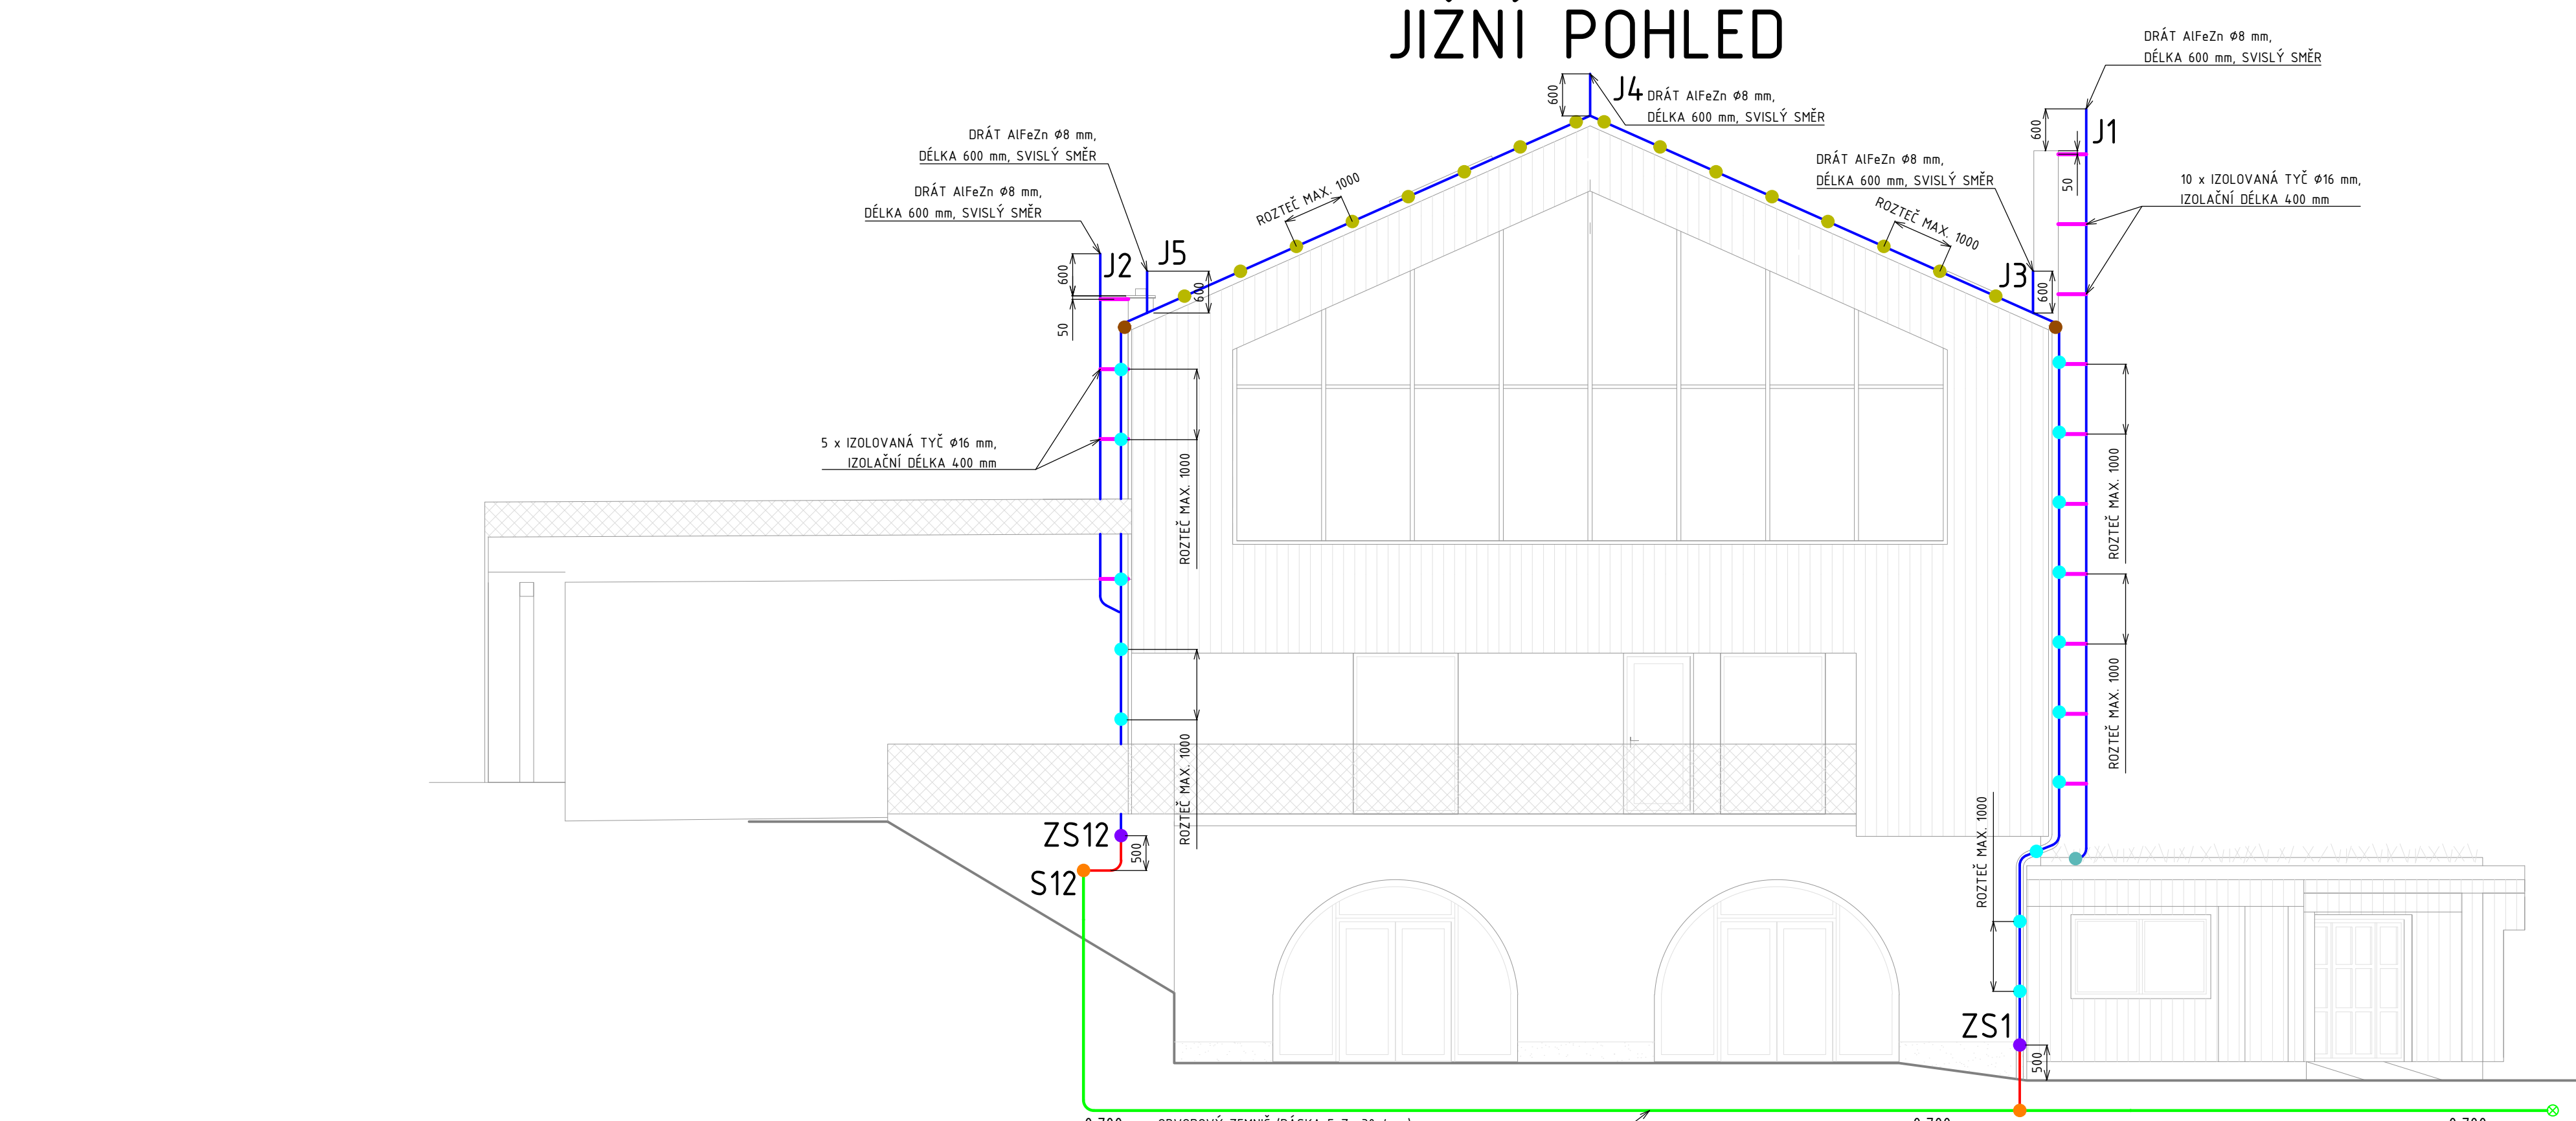 JIŽNÍ POHLED
DRÁT AlFeZn Ø8 mm,
DÉLKA 600 mm, SVISLÝ SMĚR
J4
600
DRÁT AlFeZn Ø8 mm,
DÉLKA 600 mm, SVISLÝ SMĚR
J1
600
50
DRÁT AlFeZn Ø8 mm,
DÉLKA 600 mm, SVISLÝ SMĚR
DRÁT AlFeZn Ø8 mm,
DÉLKA 600 mm, SVISLÝ SMĚR
DRÁT AlFeZn Ø8 mm,
DÉLKA 600 mm, SVISLÝ SMĚR
10 x IZOLOVANÁ TYČ Ø16 mm,
IZOLAČNÍ DÉLKA 400 mm
ROZTEČ MAX. 1000
ROZTEČ MAX. 1000
J2
J5
600
600
50
J3
600
5 x IZOLOVANÁ TYČ Ø16 mm,
IZOLAČNÍ DÉLKA 400 mm
ROZTEČ MAX. 1000
ROZTEČ MAX. 1000
ROZTEČ MAX. 1000
ROZTEČ MAX. 1000
ROZTEČ MAX. 1000
ZS12
500
S12
ZS1
500